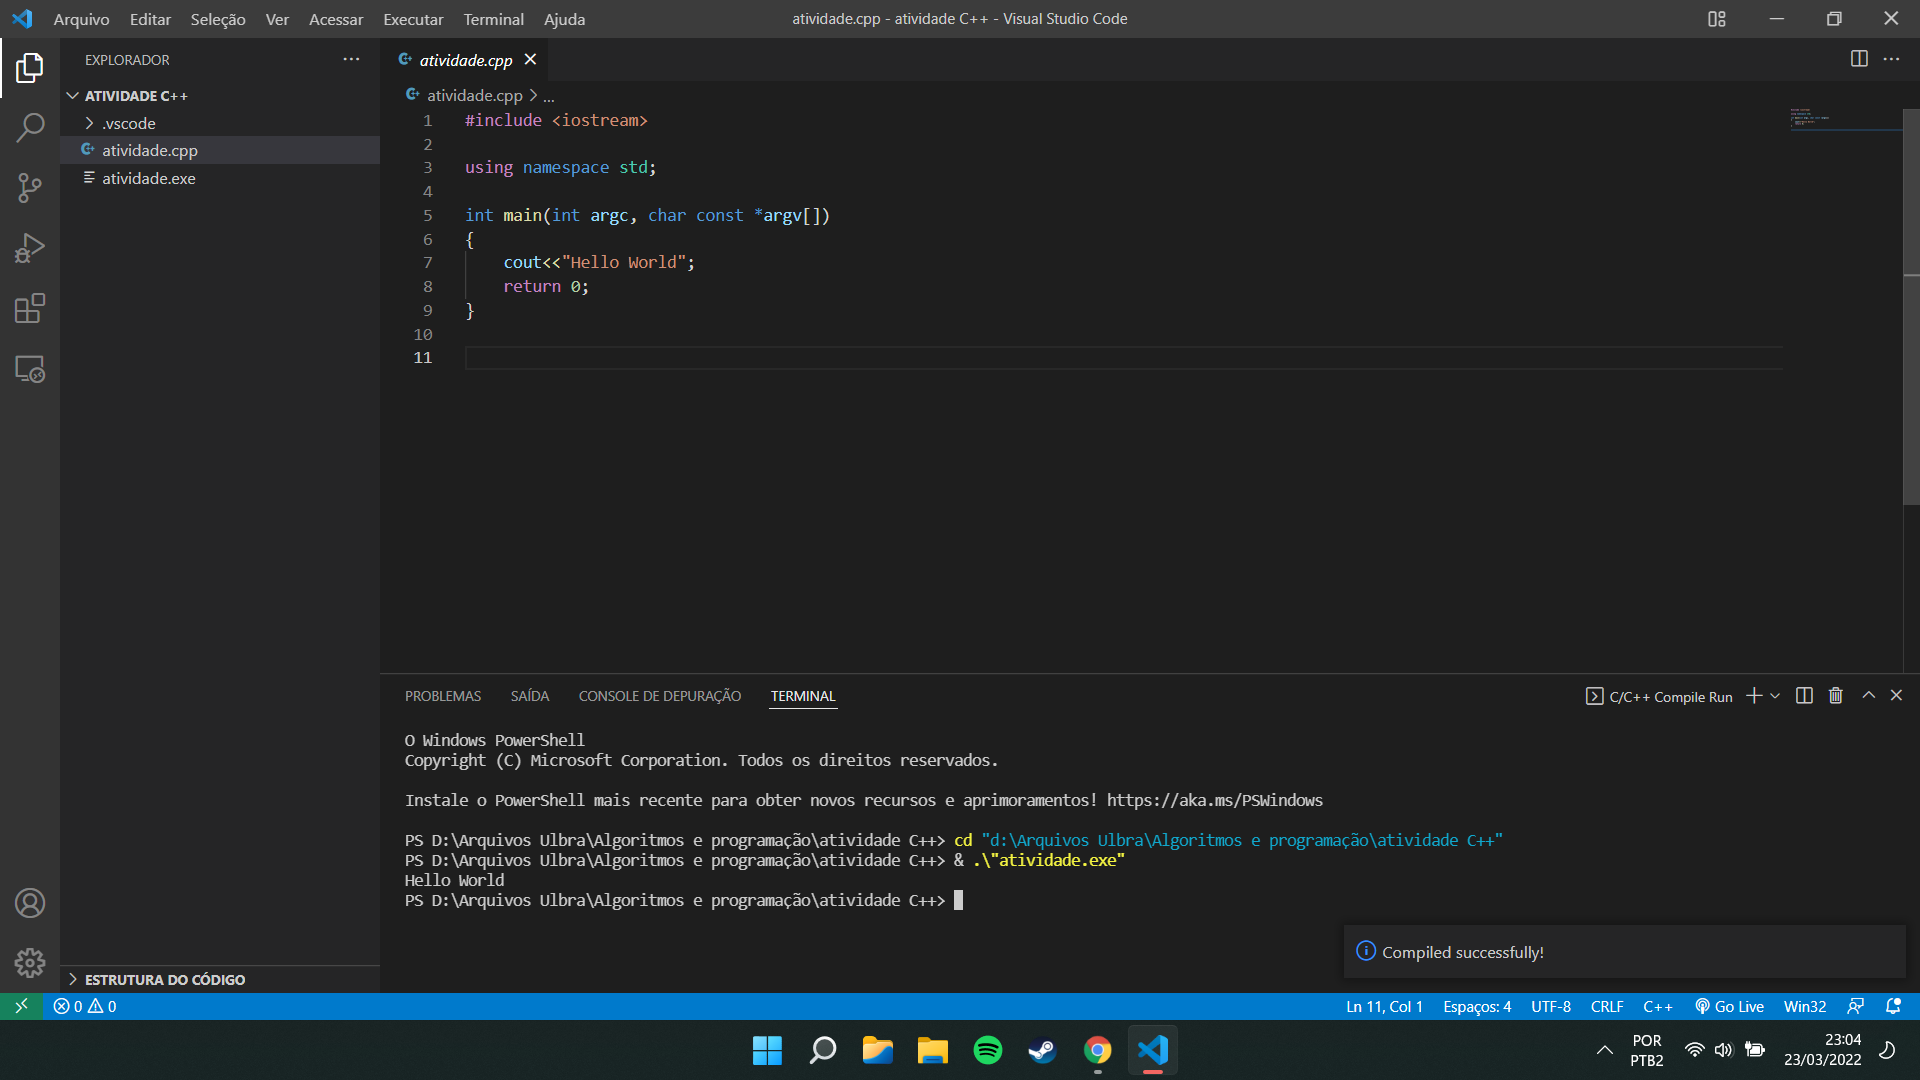 Arquivo Editar Seleção Ver Acessar Executar Terminal Ajuda
atividade.cpp - atividade C++ - Visual Studio Code
EXPLORADOR
ATIVIDADE C++
.vscode
atividade.cpp
atividade.exe
ESTRUTURA DO CÓDIGO
atividade.cpp
atividade.cpp > ...
1 #include <iostream>
2
3 using namespace std;
4
5 int main(int argc, char const *argv[])
6 {
7     cout<<"Hello World";
8     return 0;
9 }
10
11
PROBLEMAS SAÍDA CONSOLE DE DEPURAÇÃO TERMINAL
C/C++ Compile Run
O Windows PowerShell
Copyright (C) Microsoft Corporation. Todos os direitos reservados.
Instale o PowerShell mais recente para obter novos recursos e aprimoramentos! https://aka.ms/PSWindows
PS D:\Arquivos Ulbra\Algoritmos e programação\atividade C++> cd "d:\Arquivos Ulbra\Algoritmos e programação\atividade C++"
PS D:\Arquivos Ulbra\Algoritmos e programação\atividade C++> & .\"atividade.exe"
Hello World
PS D:\Arquivos Ulbra\Algoritmos e programação\atividade C++>
Compiled successfully!
0 0
Ln 11, Col 1 Espaços: 4 UTF-8 CRLF C++ Go Live Win32
POR
PTB2
23:04
23/03/2022